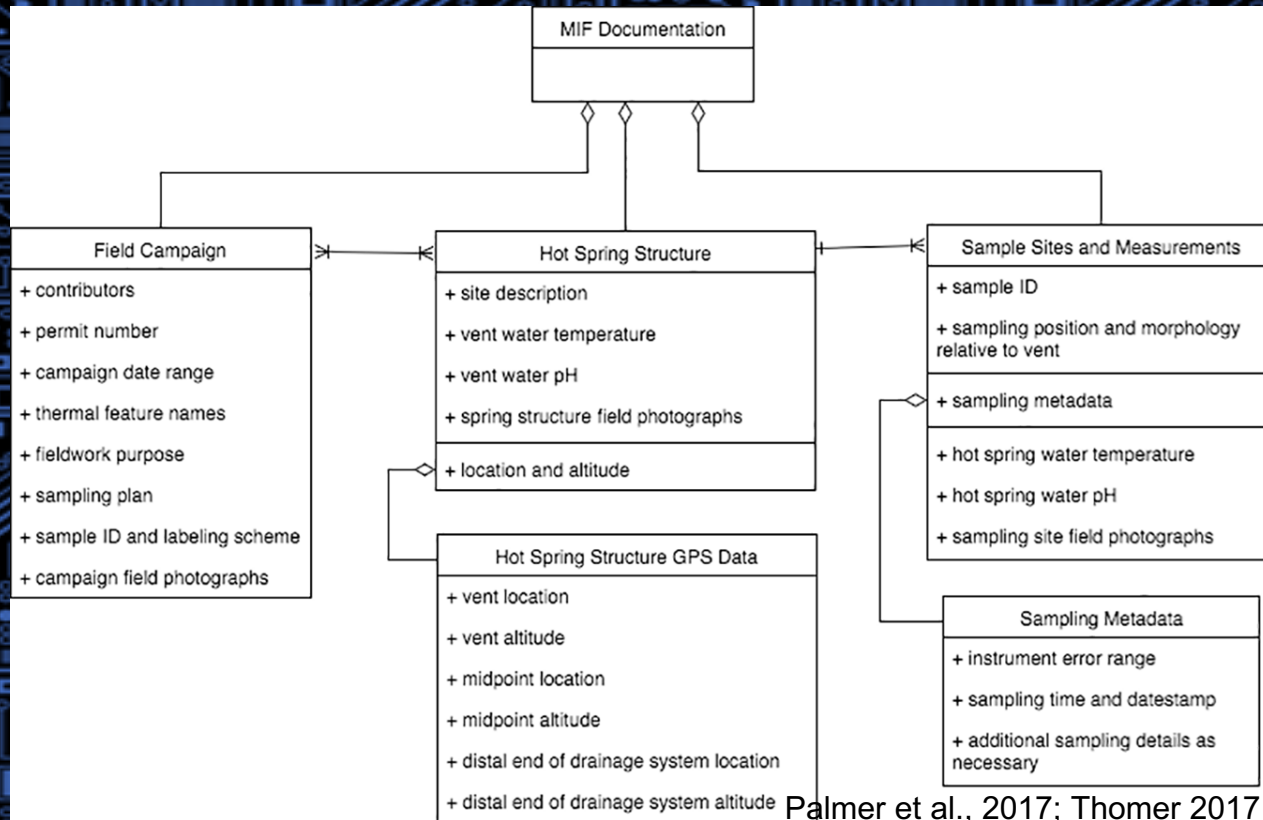 MIF Documentation
Field Campaign
+ contributors
+ permit number
+ campaign date range
+ thermal feature names
+ fieldwork purpose
+ sampling plan
+ sample ID and labeling scheme
+ campaign field photographs
Hot Spring Structure
+ site description
+ vent water temperature
+ vent water pH
+ spring structure field photographs
+ location and altitude
Hot Spring Structure GPS Data
+ vent location
+ vent altitude
+ midpoint location
+ midpoint altitude
+ distal end of drainage system location
+ distal end of drainage system altitude
Sample Sites and Measurements
+ sample ID
+ sampling position and morphology
relative to vent
+ sampling metadata
+ hot spring water temperature
+ hot spring water pH
+ sampling site field photographs
Sampling Metadata
+ instrument error range
+ sampling time and datestamp
+ additional sampling details as
necessary
Palmer et al., 2017; Thomer 2017